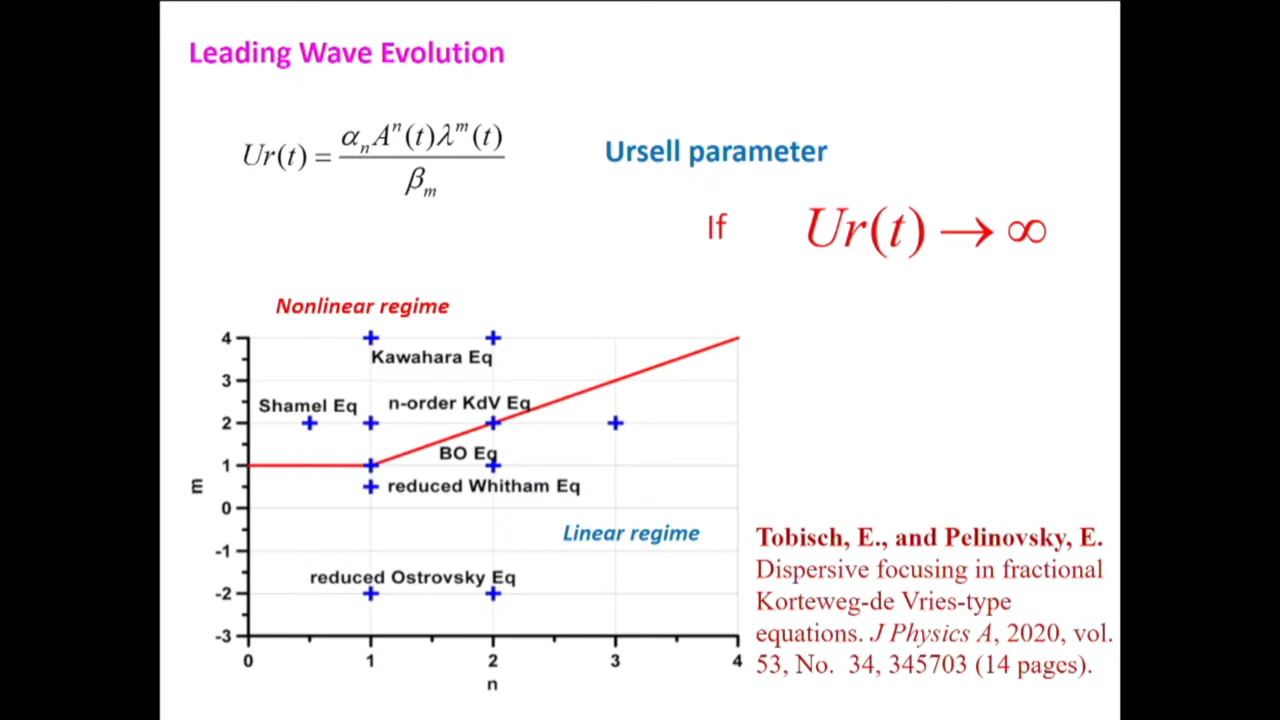 Leading Wave Evolution
Ur(t) = αₙAⁿ(t)λᵐ(t) / βₘ
Ursell parameter
If Ur(t) → ∞
Nonlinear regime
4
Kawahara Eq
3
Shamel Eq
n-order KdV Eq
2
BO Eq
1
reduced Whitham Eq
m
0
Linear regime
-1
reduced Ostrovsky Eq
-2
-3
0 1 2 3 4
n
Tobisch, E., and Pelinovsky, E.
Dispersive focusing in fractional
Korteweg-de Vries-type
equations. J Physics A, 2020, vol.
53, No. 34, 345703 (14 pages).